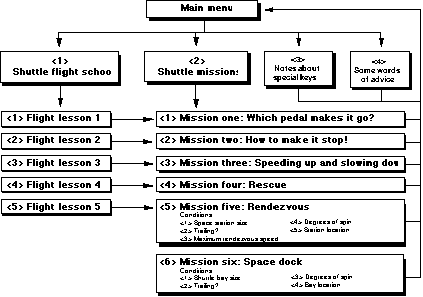 Main menu
<1>
Shuttle flight schoo
<2>
Shuttle mission:
<3>
Notes about
special keys
<4>
Some words
of advice
<1> Flight lesson 1
<1> Mission one: Which pedal makes it go?
<2> Flight lesson 2
<2> Mission two: How to make it stop!
<3> Flight lesson 3
<3> Mission three: Speeding up and slowing dow
<4> Flight lesson 4
<4> Mission four: Rescue
<5> Flight lesson 5
<5> Mission five: Rendezvous
Conditions
<1> Space station size
<4> Degrees of spin
<2> Trailing?
<5> Station location
<3> Maximum rendezvous speed
<6> Mission six: Space dock
Conditions
<1> Shuttle bay size
<3> Degrees of spin
<2> Trailing?
<4> Bay location